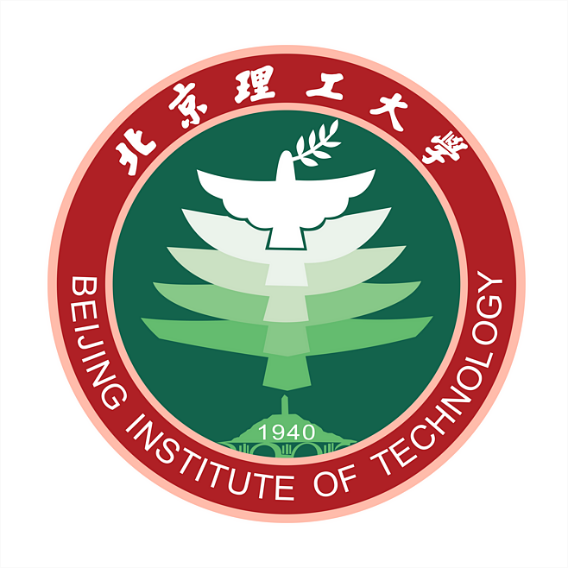 北京理工大学
1940
BEIJING INSTITUTE OF TECHNOLOGY